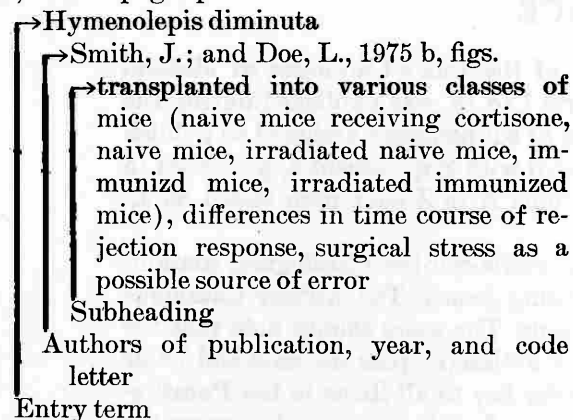 Hymenolepis diminuta
Smith, J.; and Doe, L., 1975 b, figs.
transplanted into various classes of
mice (naive mice receiving cortisone,
naive mice, irradiated naive mice, im-
munizd mice, irradiated immunized
mice), differences in time course of re-
jection response, surgical stress as a
possible source of error
Subheading
Authors of publication, year, and code
letter
Entry term